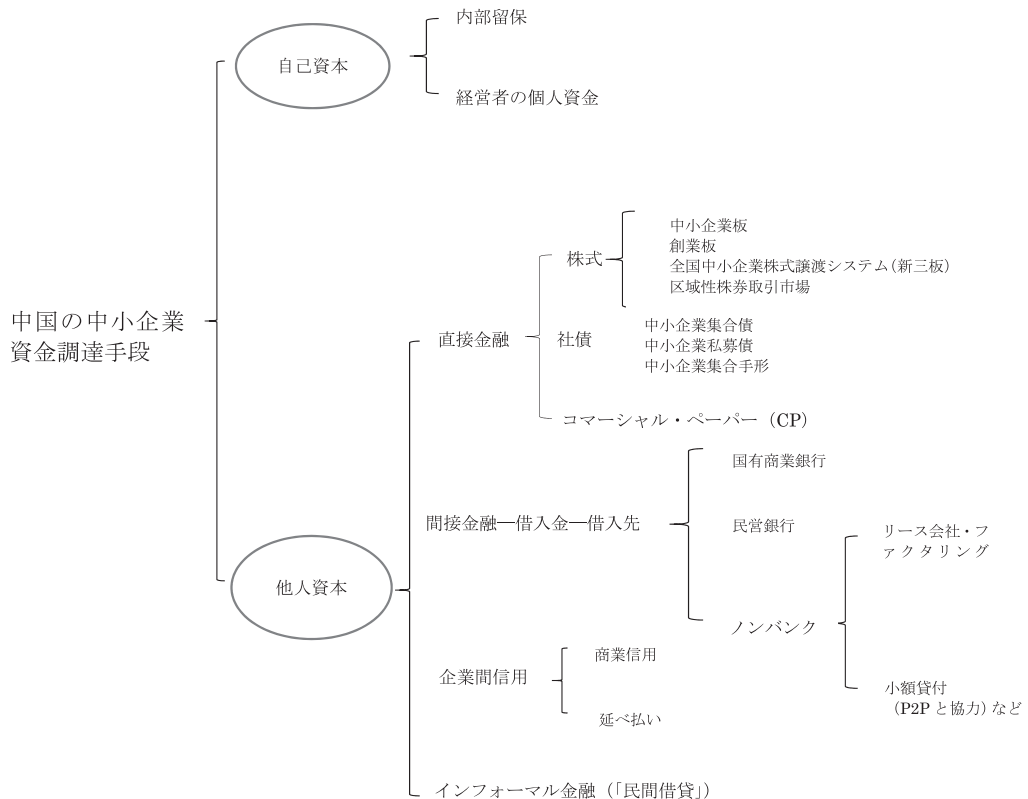 中国の中小企業
資金調達手段
自己資本
内部留保
経営者の個人資金
他人資本
直接金融
株式
中小企業板
創業板
全国中小企業株式譲渡システム(新三板)
区域性株券取引市場
社債
中小企業集合債
中小企業私募債
中小企業集合手形
コマーシャル・ペーパー（CP）
間接金融―借入金―借入先
国有商業銀行
民営銀行
ノンバンク
リース会社・フ
ァクタリング
小額貸付
（P2P と協力）など
企業間信用
商業信用
延べ払い
インフォーマル金融（「民間借貸」）